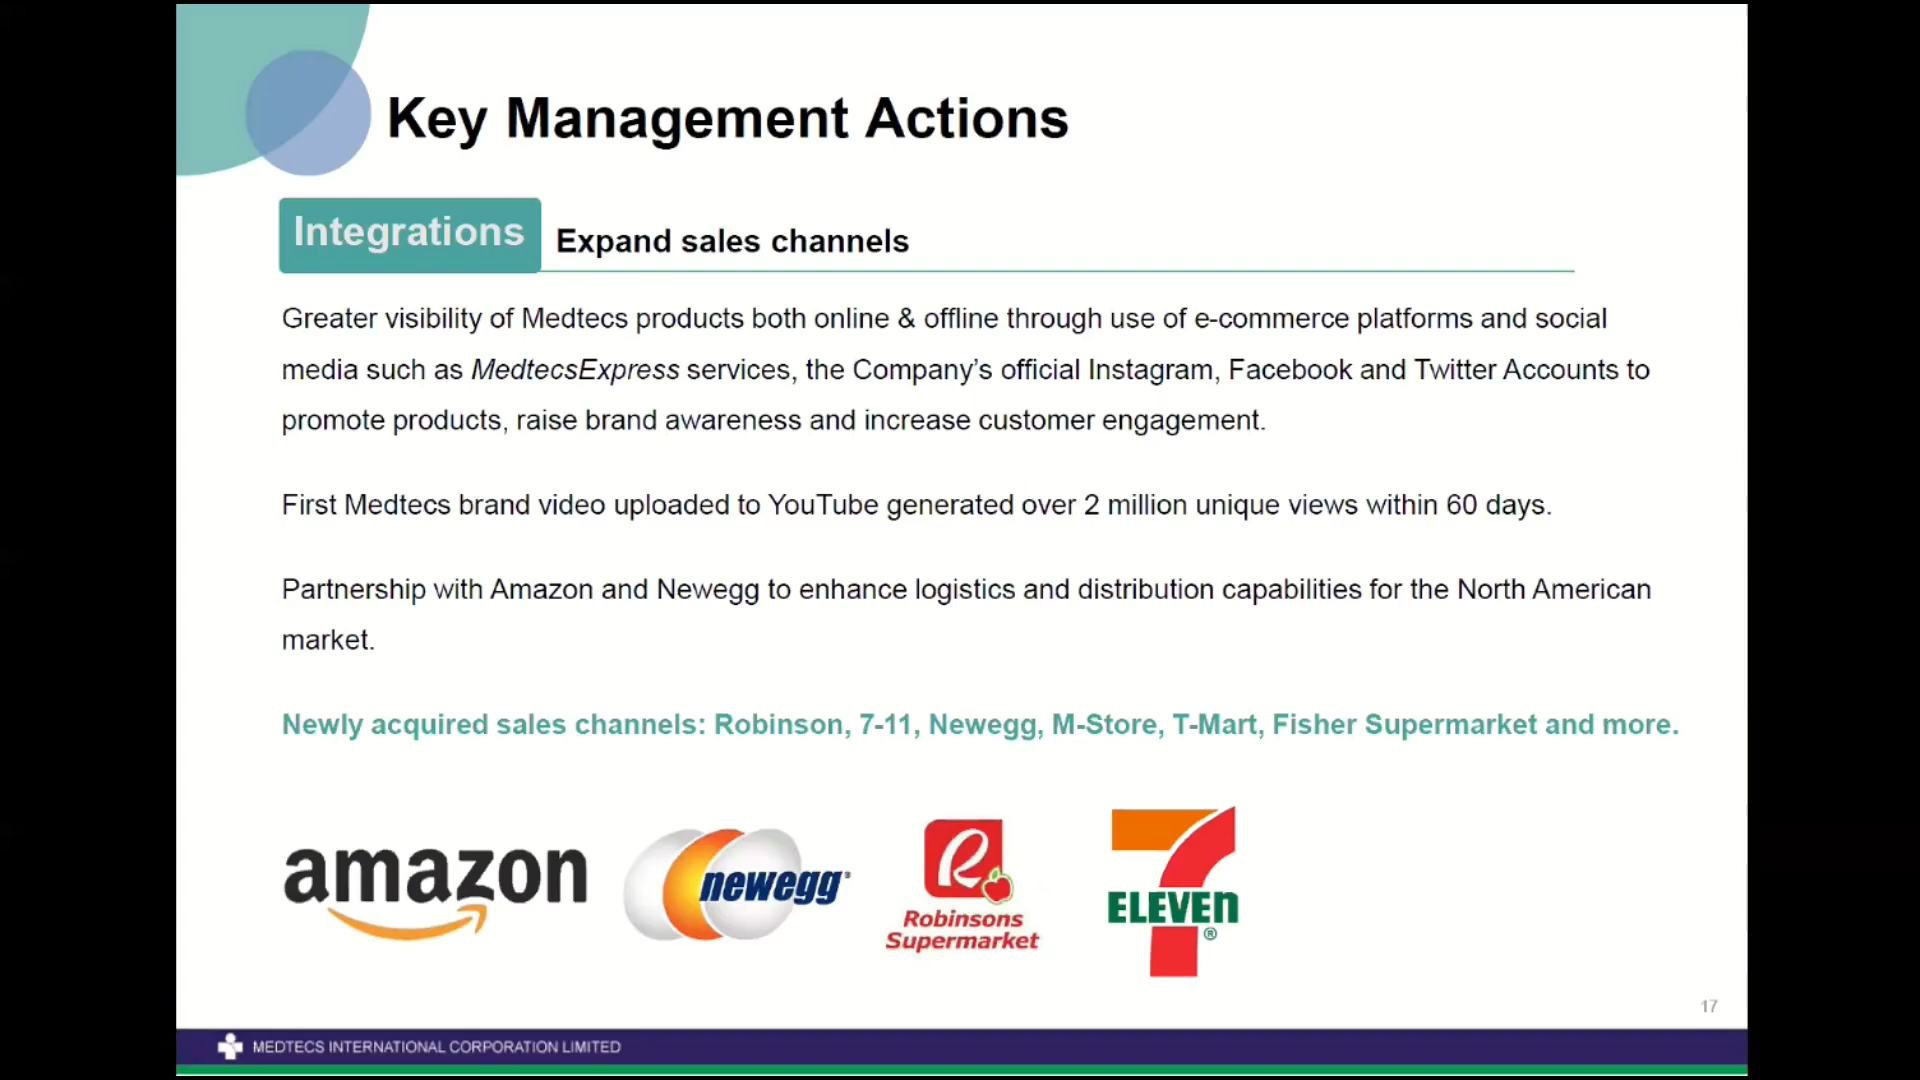 Key Management Actions
Integrations
Expand sales channels
Greater visibility of Medtecs products both online & offline through use of e-commerce platforms and social
media such as MedtecsExpress services, the Company's official Instagram, Facebook and Twitter Accounts to
promote products, raise brand awareness and increase customer engagement.
First Medtecs brand video uploaded to YouTube generated over 2 million unique views within 60 days.
Partnership with Amazon and Newegg to enhance logistics and distribution capabilities for the North American
market.
Newly acquired sales channels: Robinson, 7-11, Newegg, M-Store, T-Mart, Fisher Supermarket and more.
amazon
newegg®
R
Robinsons
Supermarket
7
ELEVEn
®
17
MEDTECS INTERNATIONAL CORPORATION LIMITED